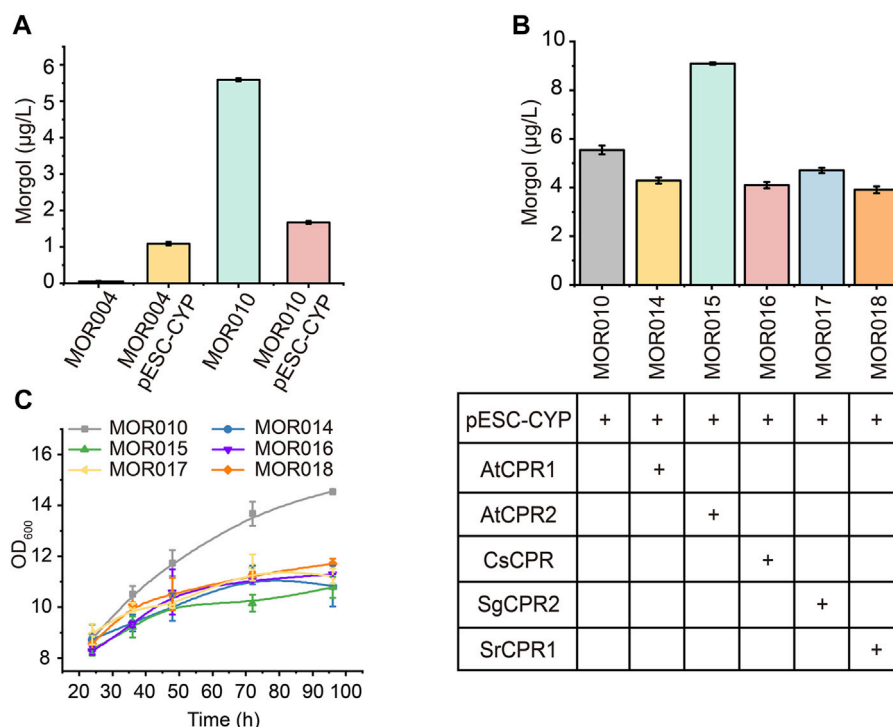 A
Morgol (µg/L)
6
5
4
3
2
1
0
MOR004
MOR004
pESC-CYP
MOR010
MOR010
pESC-CYP
B
Morgol (µg/L)
10
8
6
4
2
0
MOR010
MOR014
MOR015
MOR016
MOR017
MOR018
pESC-CYP + + + + + +
AtCPR1 +
AtCPR2 +
CsCPR +
SgCPR2 +
SrCPR1 +
C
MOR010 MOR014
MOR015 MOR016
MOR017 MOR018
OD600
16
14
12
10
8
20 30 40 50 60 70 80 90 100
Time (h)